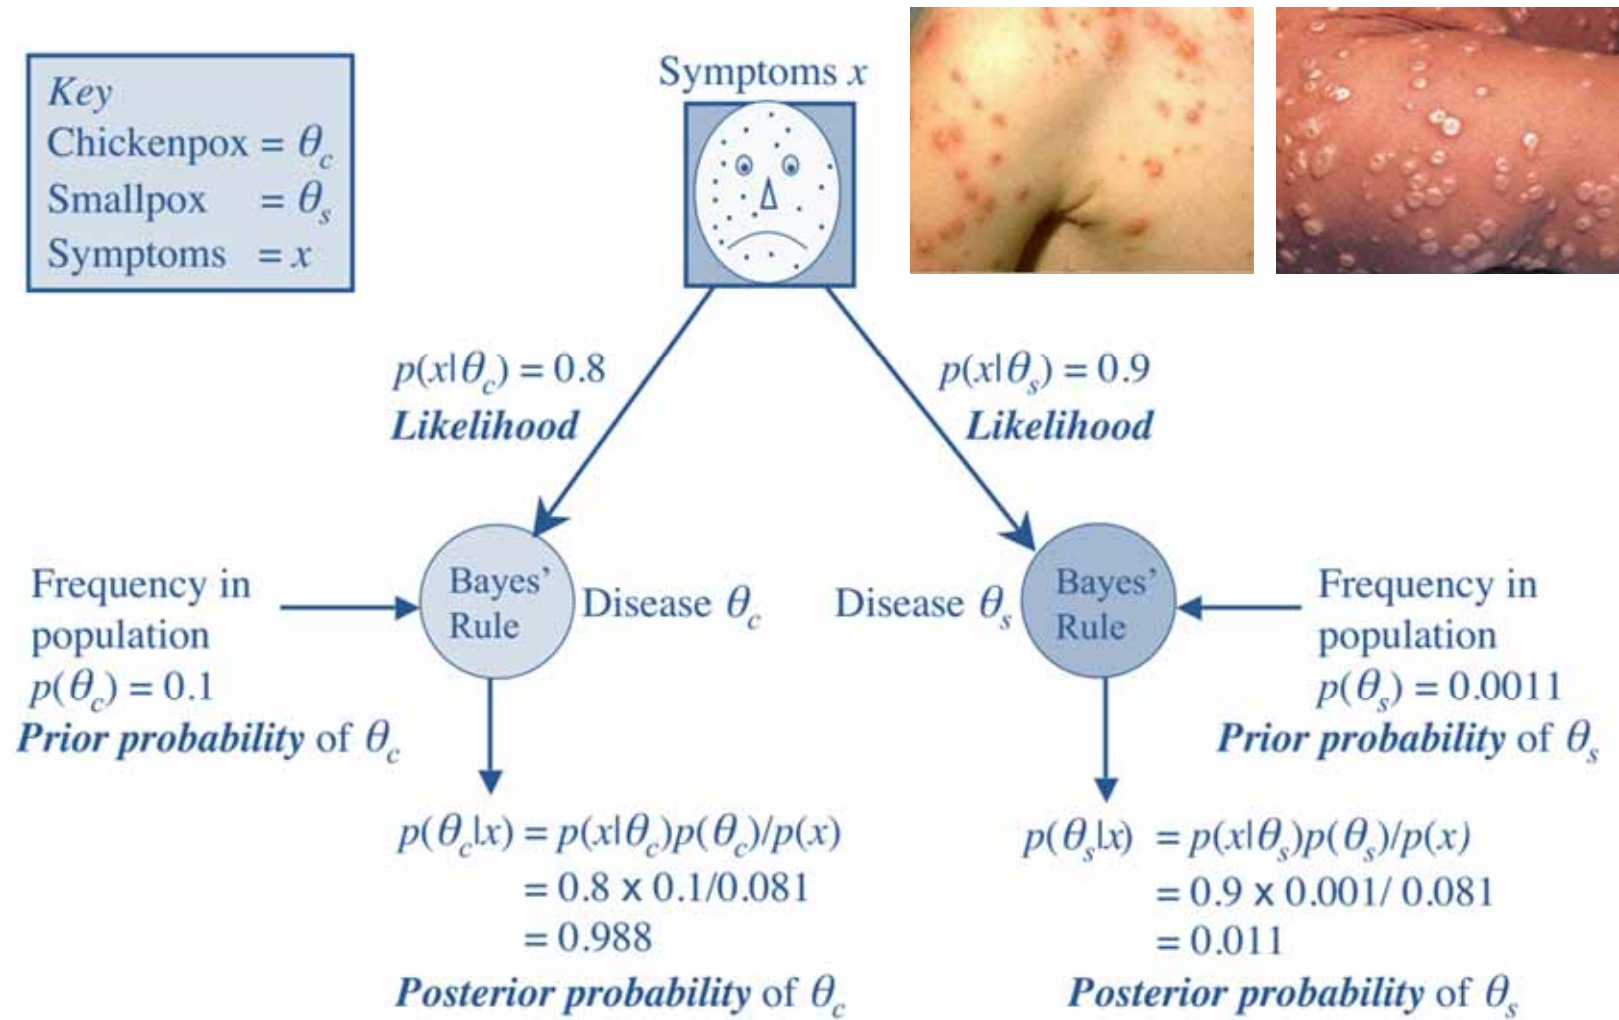 Key
Chickenpox = θc
Smallpox = θs
Symptoms = x
Symptoms x
p(x|θc) = 0.8
Likelihood
p(x|θs) = 0.9
Likelihood
Frequency in
population
p(θc) = 0.1
Prior probability of θc
Bayes’
Rule
Disease θc
Disease θs
Bayes’
Rule
Frequency in
population
p(θs) = 0.0011
Prior probability of θs
p(θc|x) = p(x|θc)p(θc)/p(x)
= 0.8 x 0.1/0.081
= 0.988
Posterior probability of θc
p(θs|x) = p(x|θs)p(θs)/p(x)
= 0.9 x 0.001/ 0.081
= 0.011
Posterior probability of θs